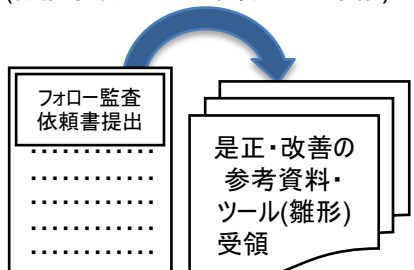 フォロー監査
依頼書提出
是正・改善の
参考資料・
ツール(雛形)
受領